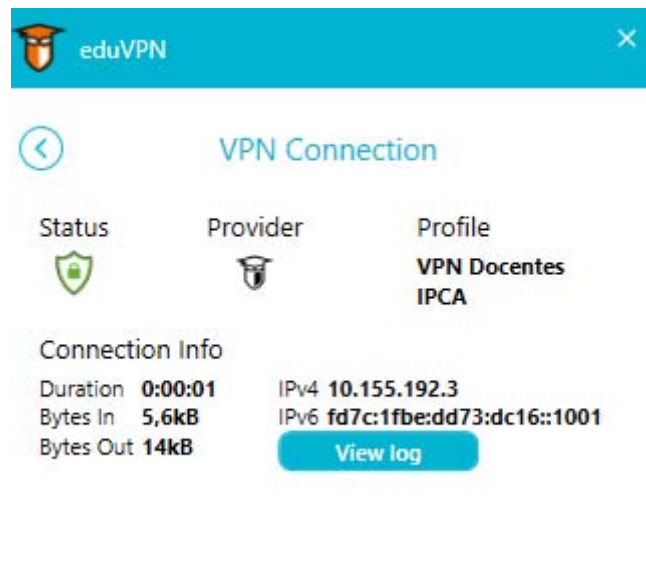 eduVPN
VPN Connection
Status Provider Profile
VPN Docentes
IPCA
Connection Info
Duration 0:00:01 IPv4 10.155.192.3
Bytes In 5,6kB IPv6 fd7c:1fbe:dd73:dc16::1001
Bytes Out 14kB View log